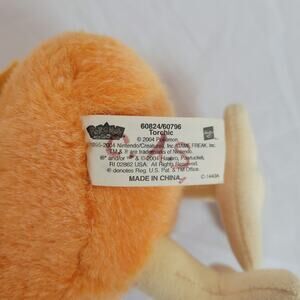 Pokémon
60824/60796
Torchic
© 2004 Pokémon.
©1995-2004 Nintendo/Creatures, Inc./GAME FREAK, Inc.
TM & ® are trademarks of Nintendo.
®* and/or ™* & © 2004 Hasbro, Pawtucket,
RI 02862 USA. All Rights Reserved.
® denotes Reg. U.S. Pat. & TM Office.
MADE IN CHINA
C-1443A